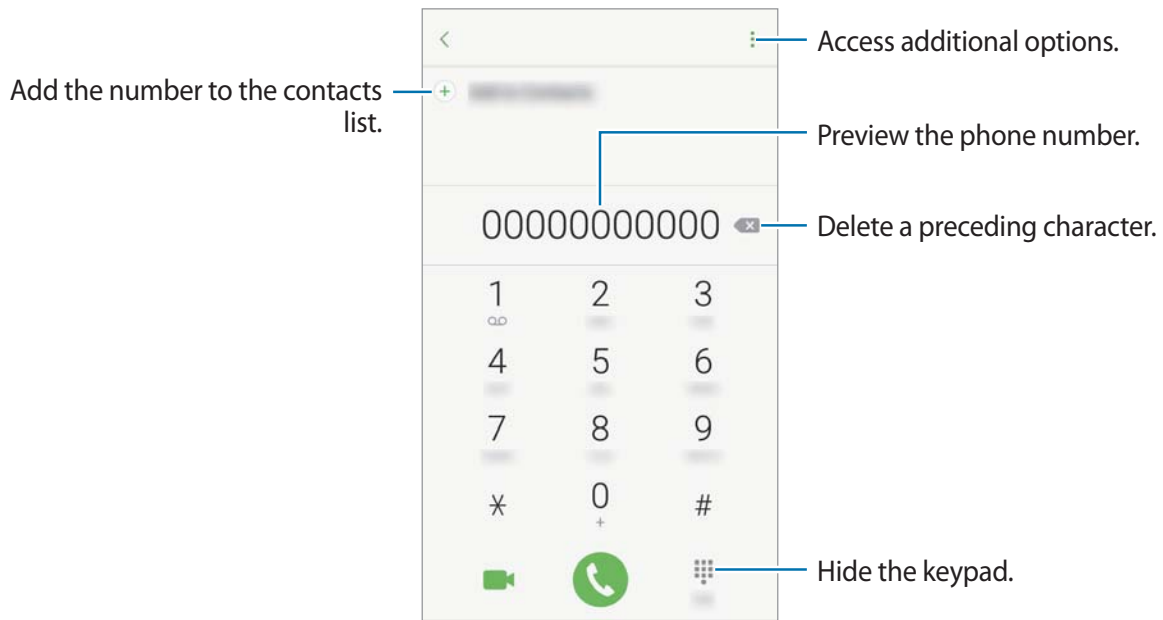 Access additional options.
Add the number to the contacts
list.
Preview the phone number.
00000000000
Delete a preceding character.
1 2 3
4 5 6
7 8 9
* 0 #
+
Hide the keypad.